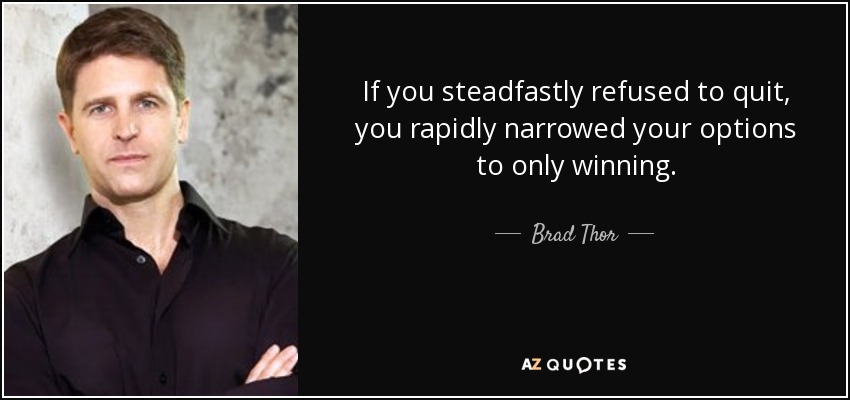 If you steadfastly refused to quit,
you rapidly narrowed your options
to only winning.
Brad Thor
AZ QUOTES